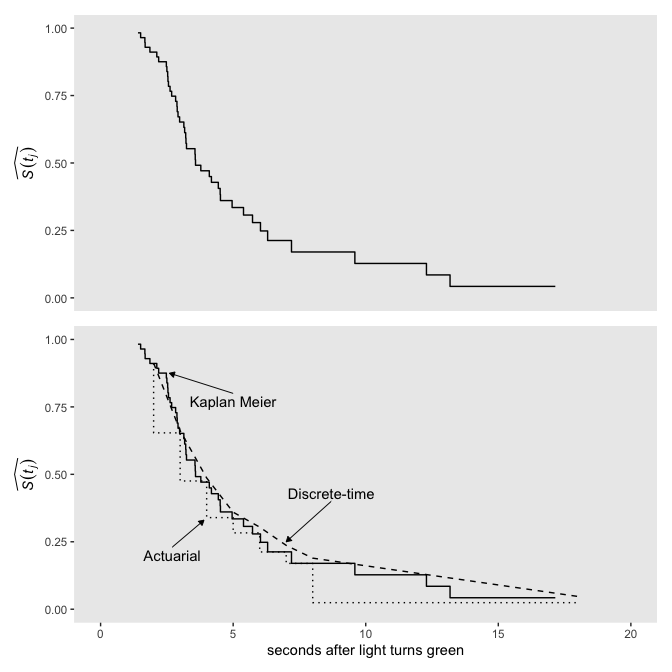 1.00
0.75
0.50
0.25
0.00
S(tj)
1.00
0.75
0.50
0.25
0.00
S(tj)
Kaplan Meier
Discrete-time
Actuarial
0 5 10 15 20
seconds after light turns green